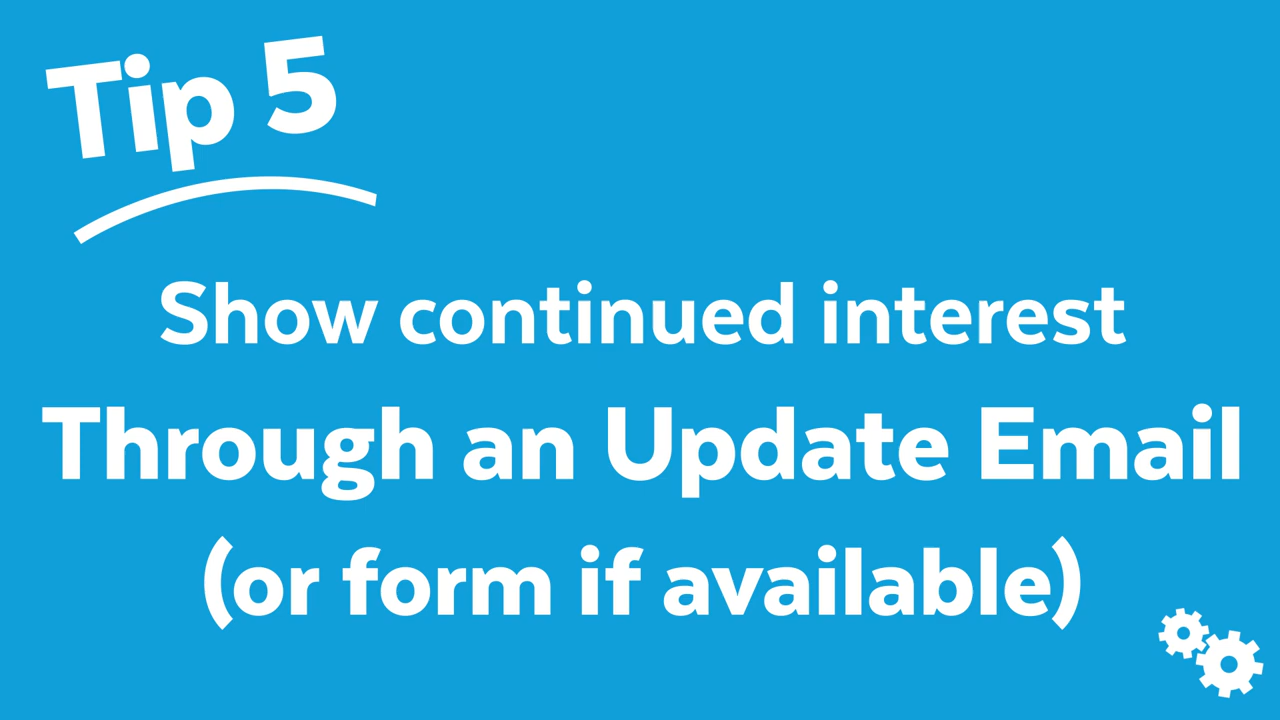 Tip 5
Show continued interest
Through an Update Email
(or form if available)